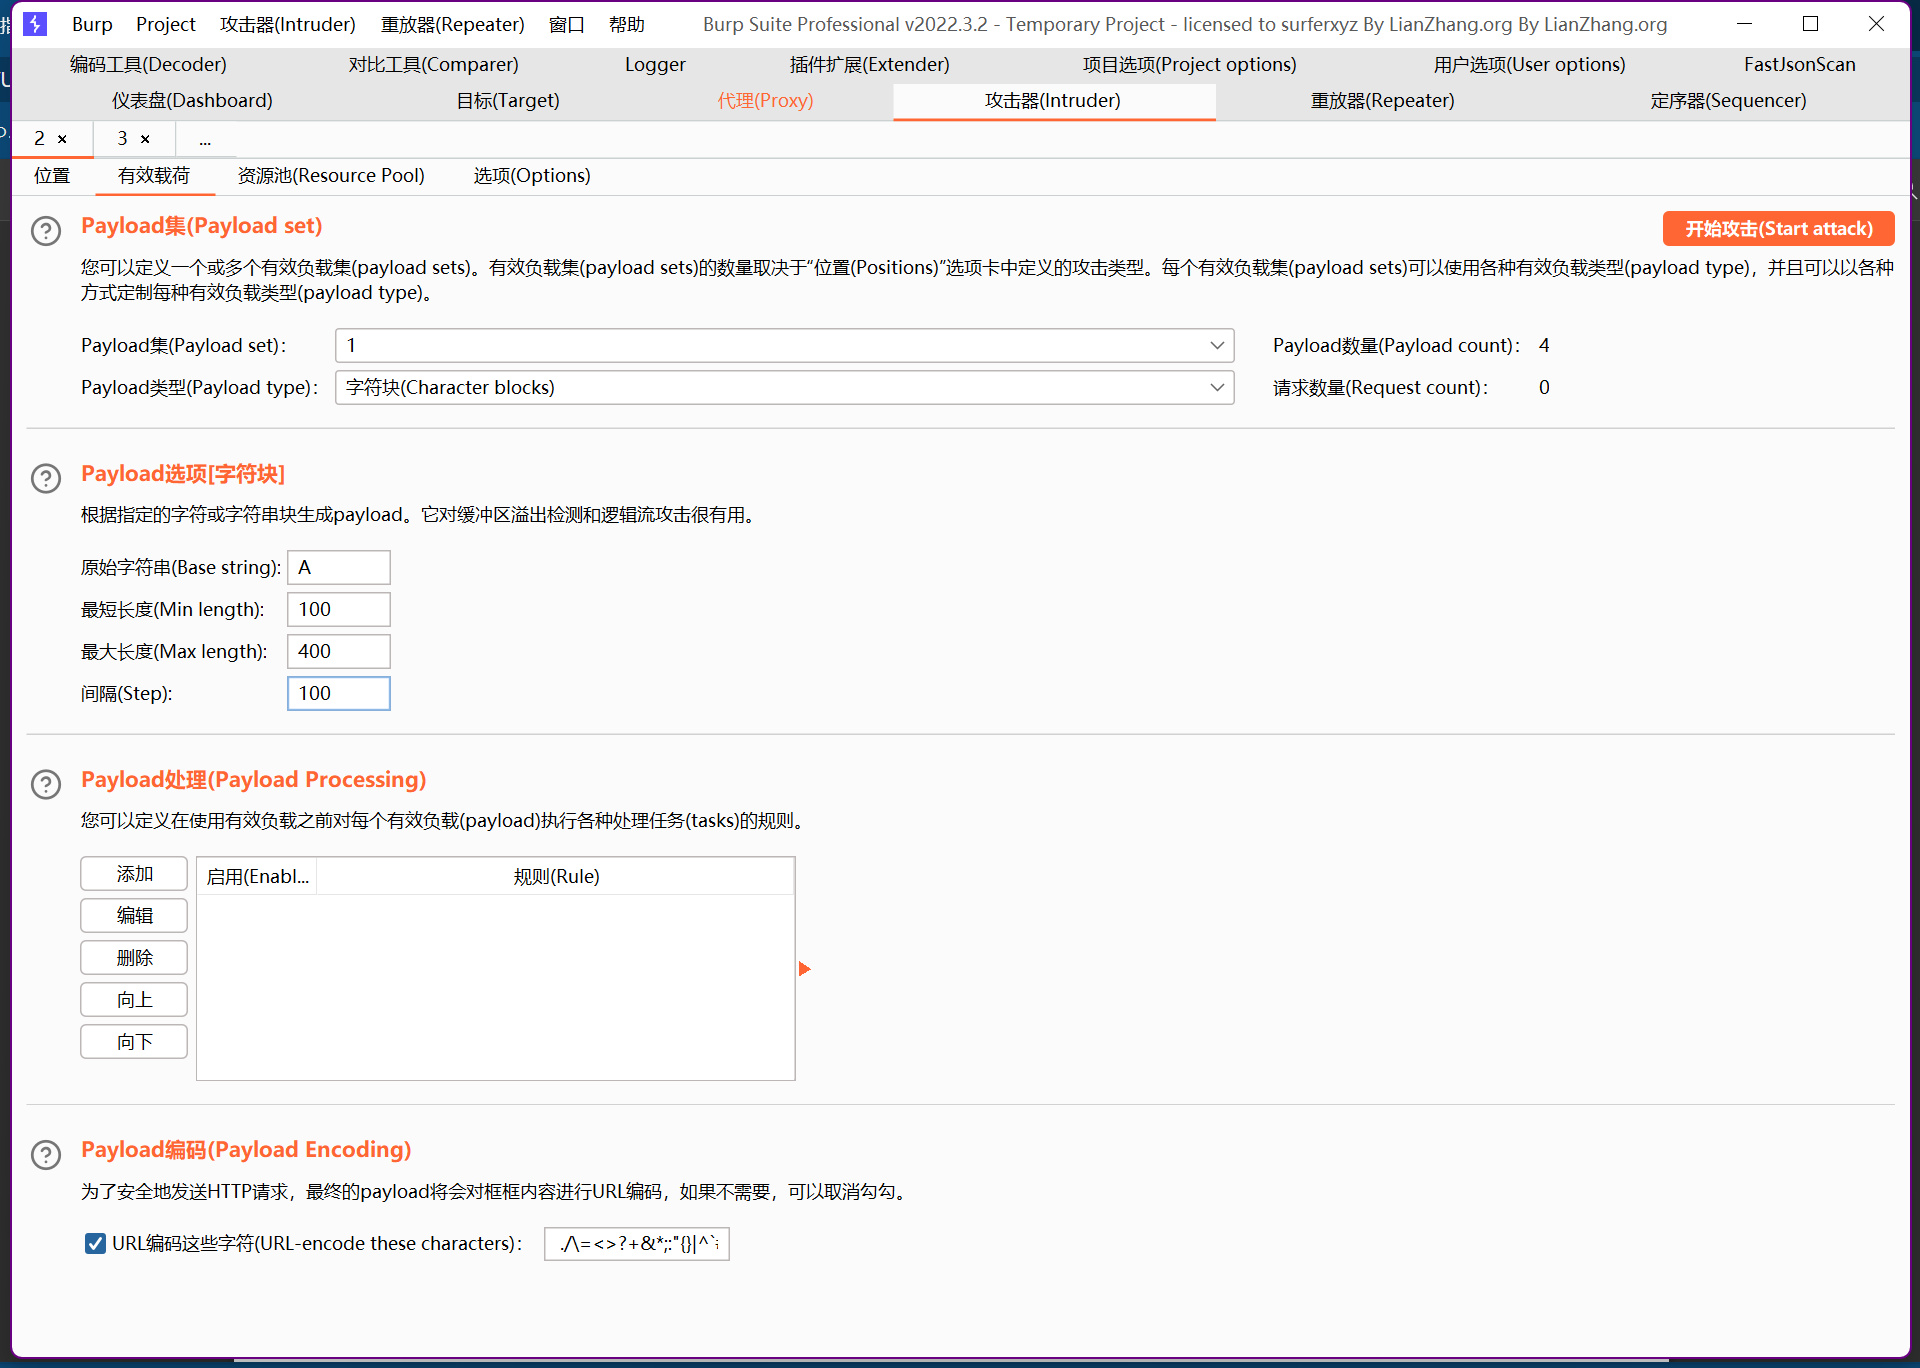 Burp Project 攻击器(Intruder) 重放器(Repeater) 窗口 帮助 Burp Suite Professional v2022.3.2 - Temporary Project - licensed to surferxyz By LianZhang.org By LianZhang.org
编码工具(Decoder) 对比工具(Comparer) Logger 插件扩展(Extender) 项目选项(Project options) 用户选项(User options) FastJsonScan
仪表盘(Dashboard) 目标(Target) 代理(Proxy) 攻击器(Intruder) 重放器(Repeater) 定序器(Sequencer)
2 × 3 × ...
位置 有效载荷 资源池(Resource Pool) 选项(Options)
Payload集(Payload set) 开始攻击(Start attack)
您可以定义一个或多个有效负载集(payload sets)。有效负载集(payload sets)的数量取决于“位置(Positions)”选项卡中定义的攻击类型。每个有效负载集(payload sets)可以使用各种有效负载类型(payload type)，并且可以以各种
方式定制每种有效负载类型(payload type)。
Payload集(Payload set)： 1 Payload数量(Payload count)： 4
Payload类型(Payload type)： 字符块(Character blocks) 请求数量(Request count)： 0
Payload选项[字符块]
根据指定的字符或字符串块生成payload。它对缓冲区溢出检测和逻辑流攻击很有用。
原始字符串(Base string): A
最短长度(Min length): 100
最大长度(Max length): 400
间隔(Step): 100
Payload处理(Payload Processing)
您可以定义在使用有效负载之前对每个有效负载(payload)执行各种处理任务(tasks)的规则。
添加 启用(Enabl... 规则(Rule)
编辑
删除
向上
向下
Payload编码(Payload Encoding)
为了安全地发送HTTP请求，最终的payload将会对框框内容进行URL编码，如果不需要，可以取消勾勾。
URL编码这些字符(URL-encode these characters)： ./\=<>?+&*;:"{}|^`